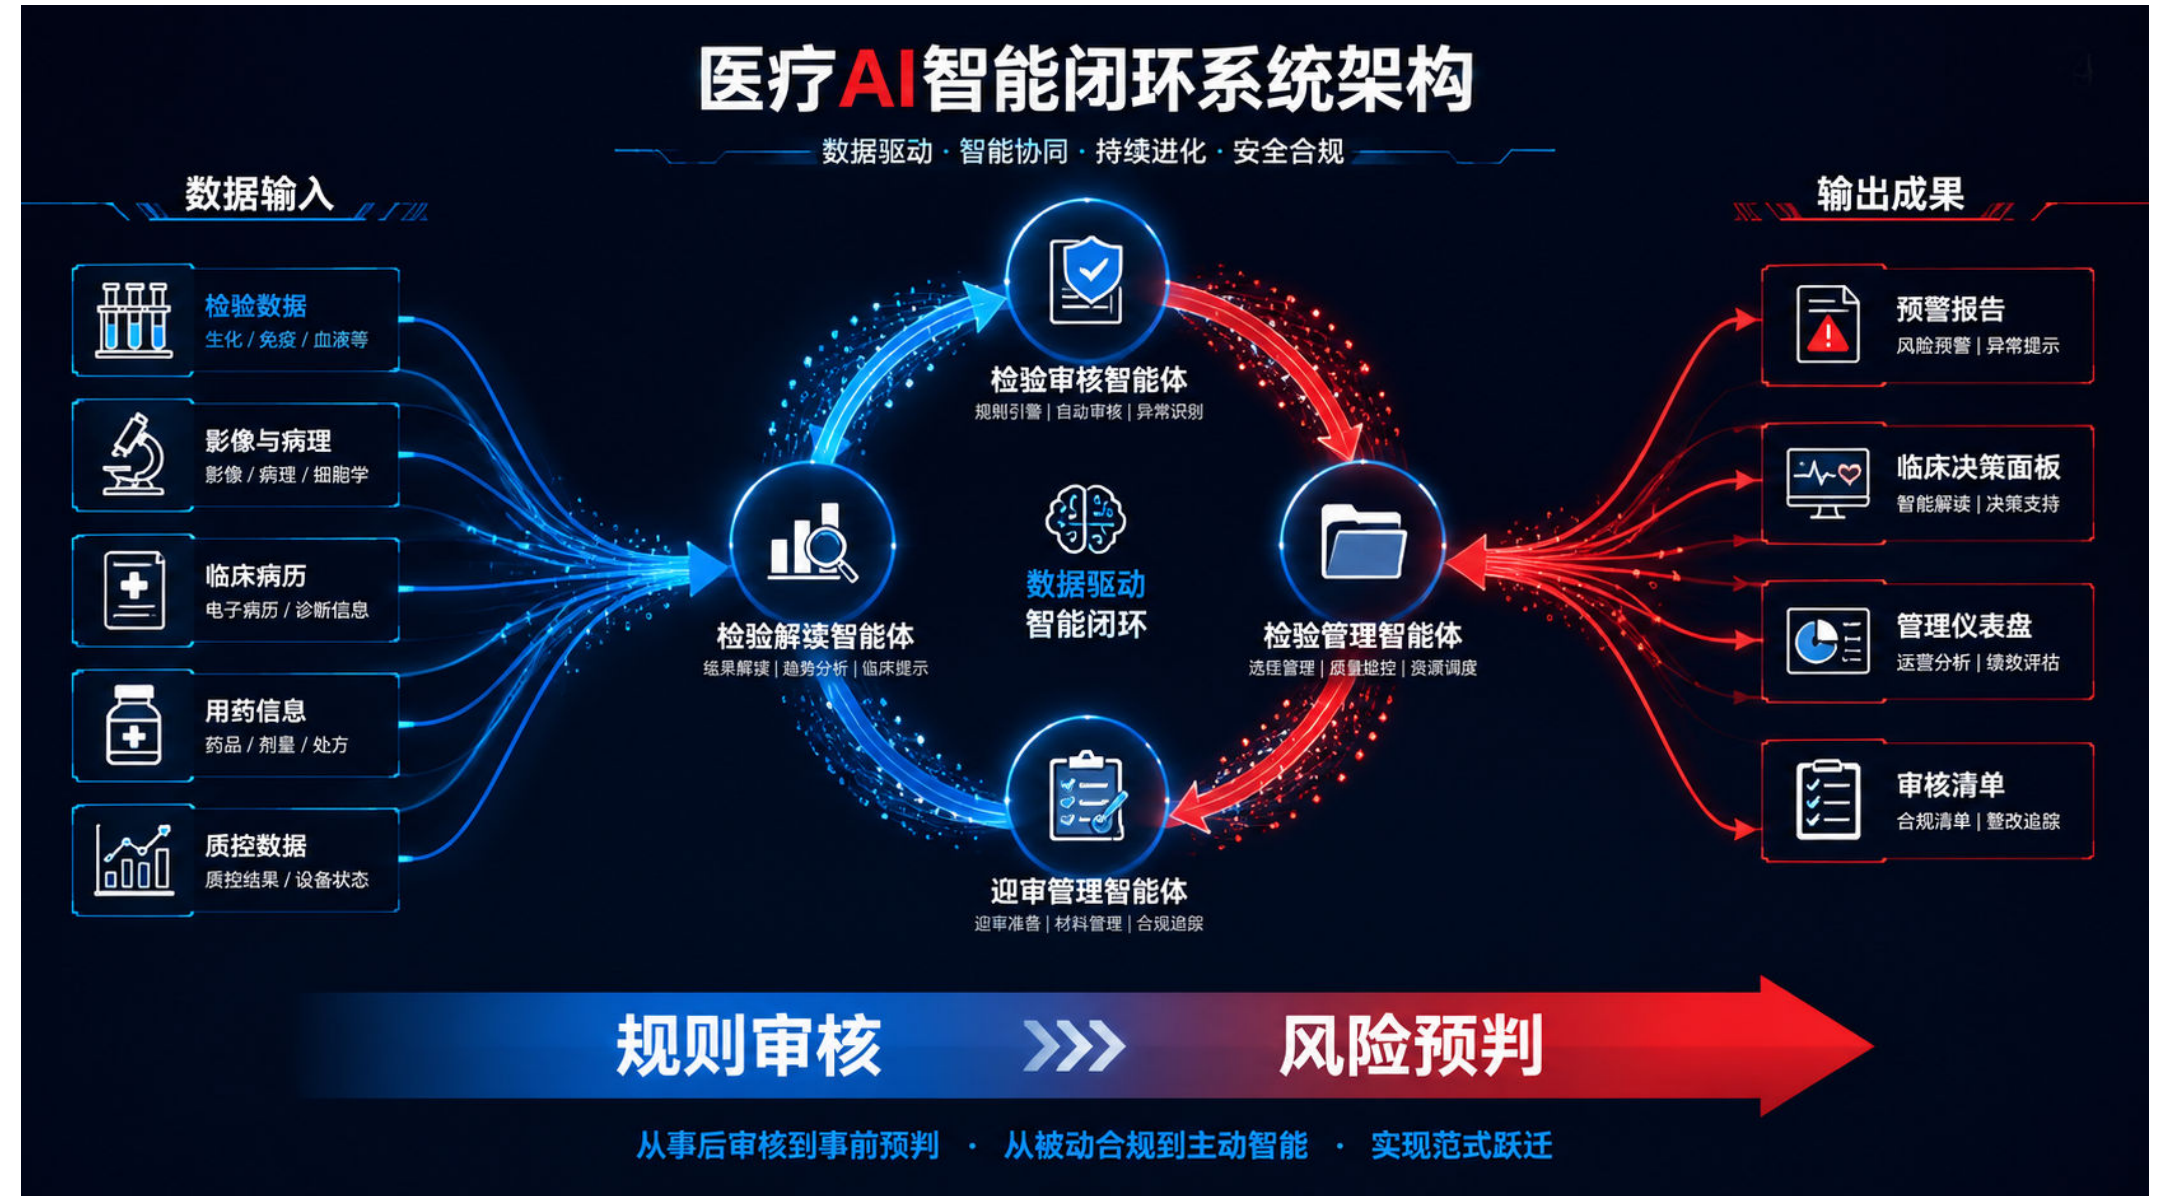 医疗AI智能闭环系统架构
数据驱动 · 智能协同 · 持续进化 · 安全合规
数据输入
检验数据
生化 / 免疫 / 血液等
影像与病理
影像 / 病理 / 细胞学
临床病历
电子病历 / 诊断信息
用药信息
药品 / 剂量 / 处方
质控数据
质控结果 / 设备状态
检验审核智能体
规则引擎 | 自动审核 | 异常识别
检验解读智能体
结果解读 | 趋势分析 | 临床提示
数据驱动
智能闭环
检验管理智能体
质量监控 | 资源调度
迎审管理智能体
迎审准备 | 材料管理 | 合规追踪
输出成果
预警报告
风险预警 | 异常提示
临床决策面板
智能解读 | 决策支持
管理仪表盘
运营分析 | 绩效评估
审核清单
合规清单 | 整改追踪
规则审核
风险预判
从事后审核到事前预判 · 从被动合规到主动智能 · 实现范式跃迁